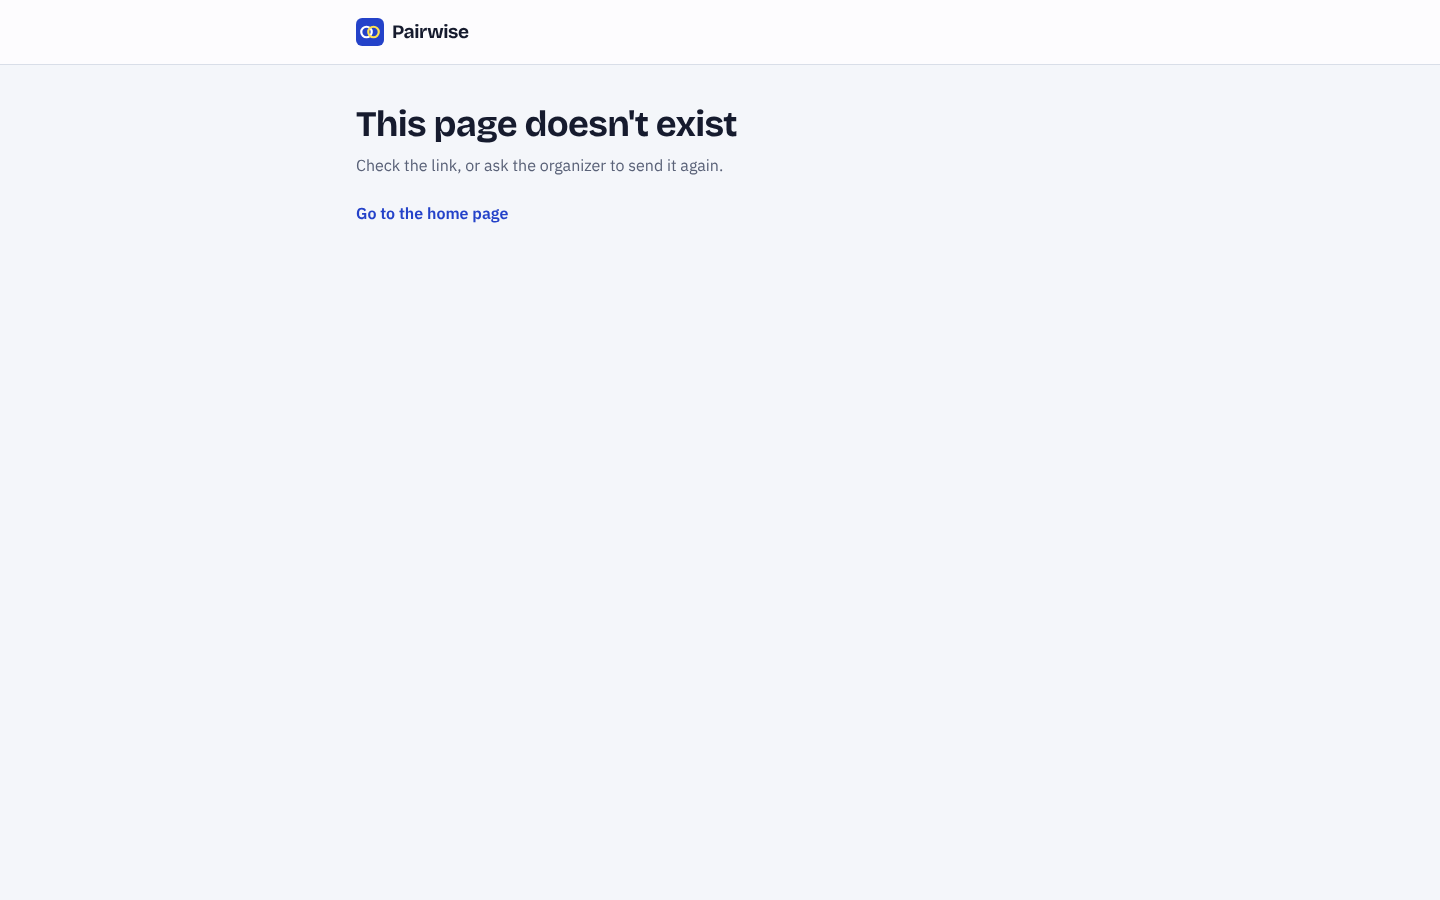 Pairwise
This page doesn't exist
Check the link, or ask the organizer to send it again.
Go to the home page